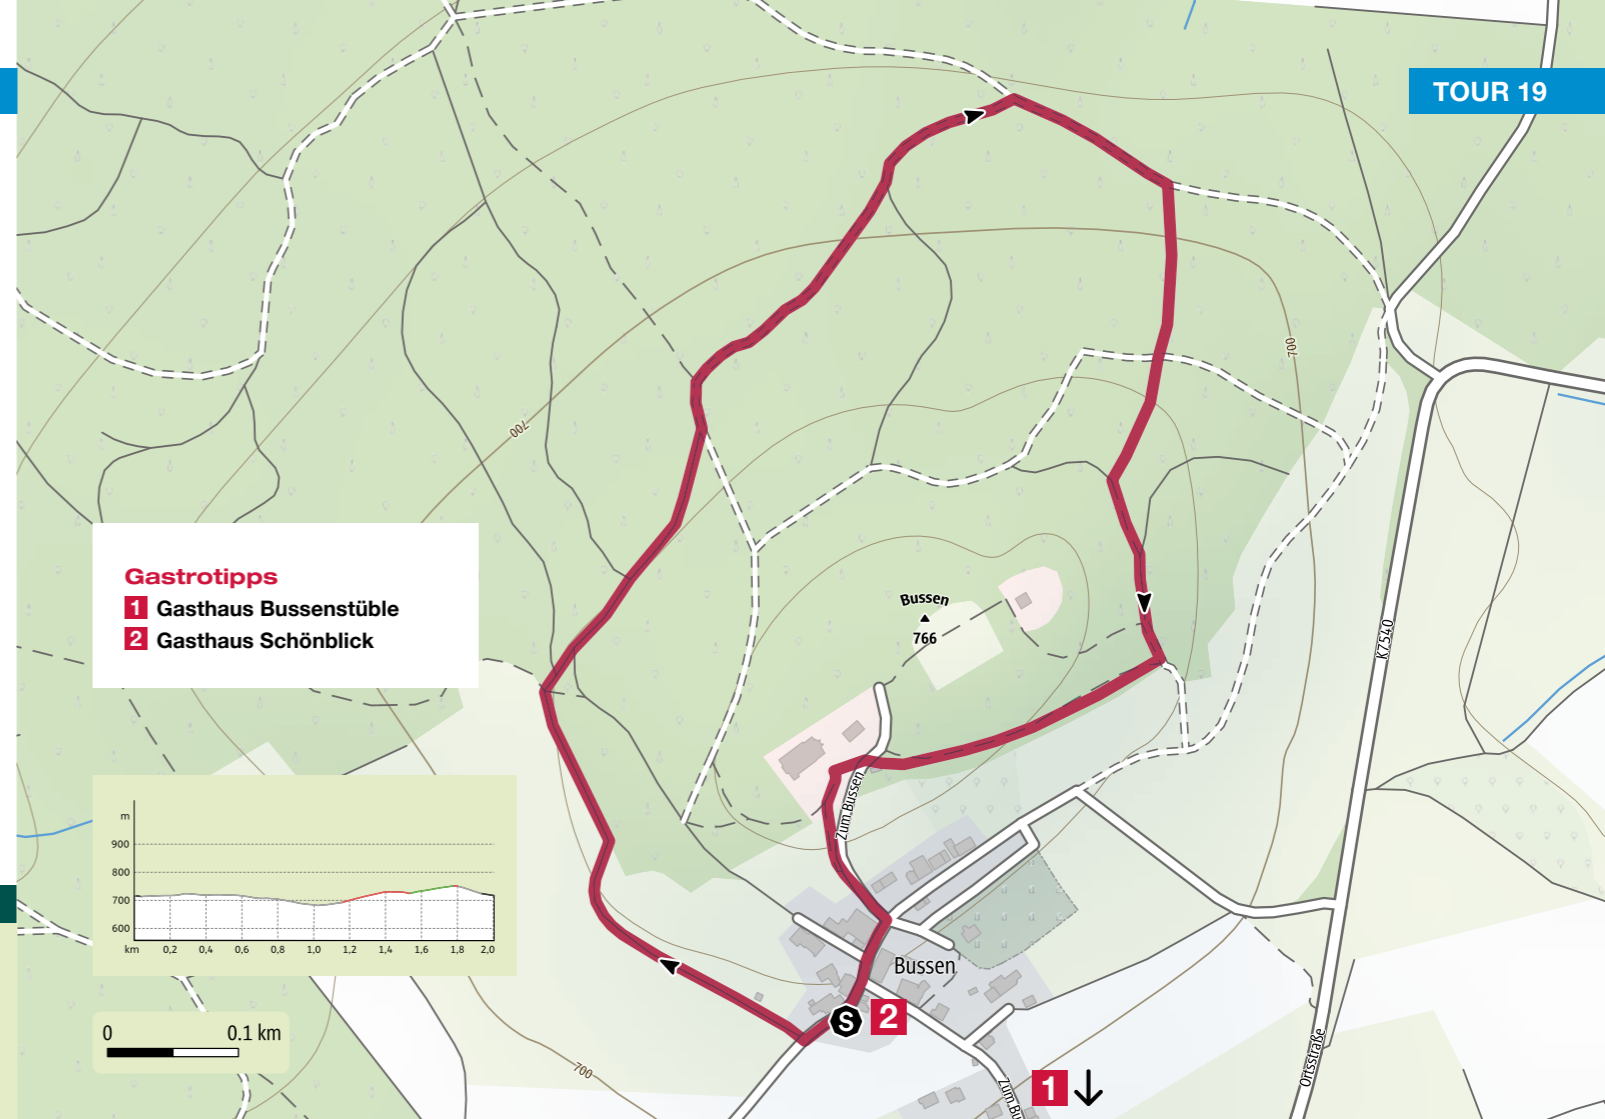 TOUR 19
700
700
Gastrotipps
1 Gasthaus Bussenstüble
2 Gasthaus Schönblick
Bussen
766
K7540
Zum Bussen
m
900
800
700
600
km 0,2 0,4 0,6 0,8 1,0 1,2 1,4 1,6 1,8 2,0
Bussen
S 2
0 0.1 km
700
Ortsstraße
1
Zum Bu